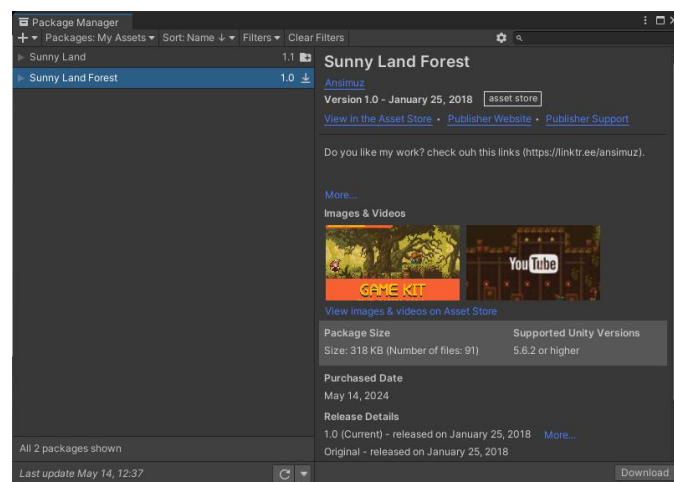 Package Manager
Packages: My Assets Sort: Name ↓ Filters Clear Filters
Sunny Land 1.1
Sunny Land Forest 1.0
Sunny Land Forest
Ansimuz
Version 1.0 - January 25, 2018 asset store
View in the Asset Store • Publisher Website • Publisher Support
Do you like my work? check ouh this links (https://linktr.ee/ansimuz).
More...
Images & Videos
GAME KIT
YouTube
View images & videos on Asset Store
Package Size Supported Unity Versions
Size: 318 KB (Number of files: 91) 5.6.2 or higher
Purchased Date
May 14, 2024
Release Details
1.0 (Current) - released on January 25, 2018 More...
Original - released on January 25, 2018
All 2 packages shown
Last update May 14, 12:37
Download